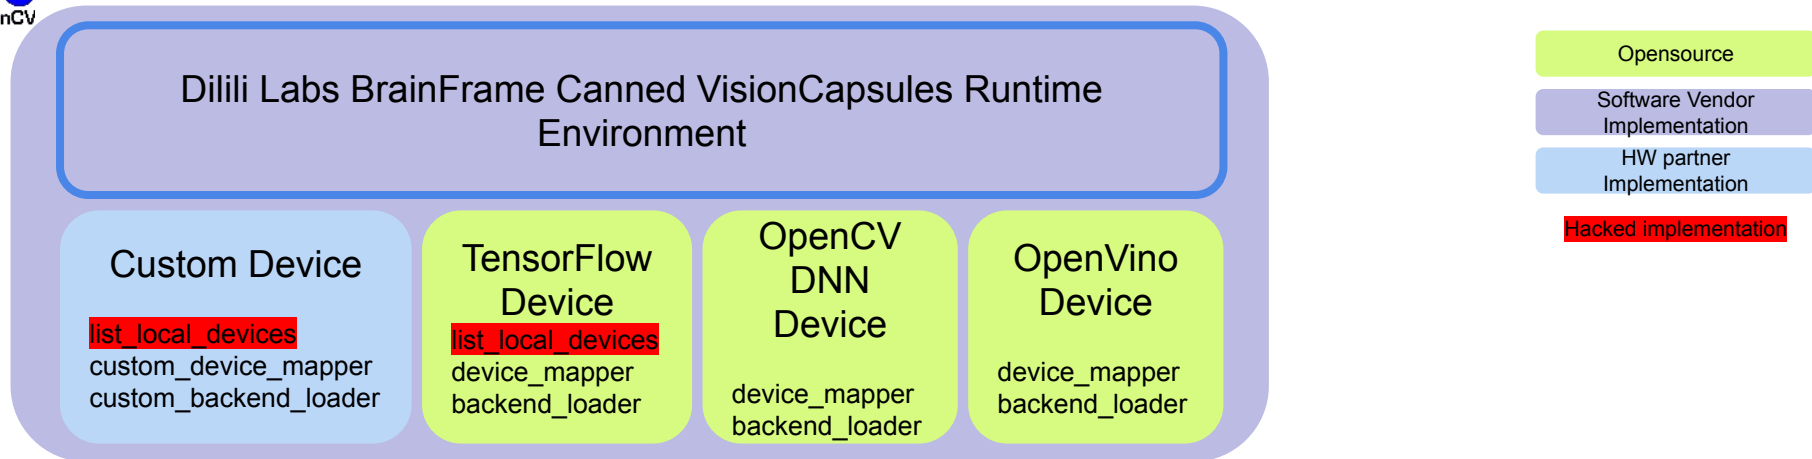 nCV
Dilili Labs BrainFrame Canned VisionCapsules Runtime
Environment
Opensource
Software Vendor
Implementation
HW partner
Implementation
Hacked implementation
Custom Device
list_local_devices
custom_device_mapper
custom_backend_loader
TensorFlow
Device
list_local_devices
device_mapper
backend_loader
OpenCV
DNN
Device
device_mapper
backend_loader
OpenVino
Device
device_mapper
backend_loader